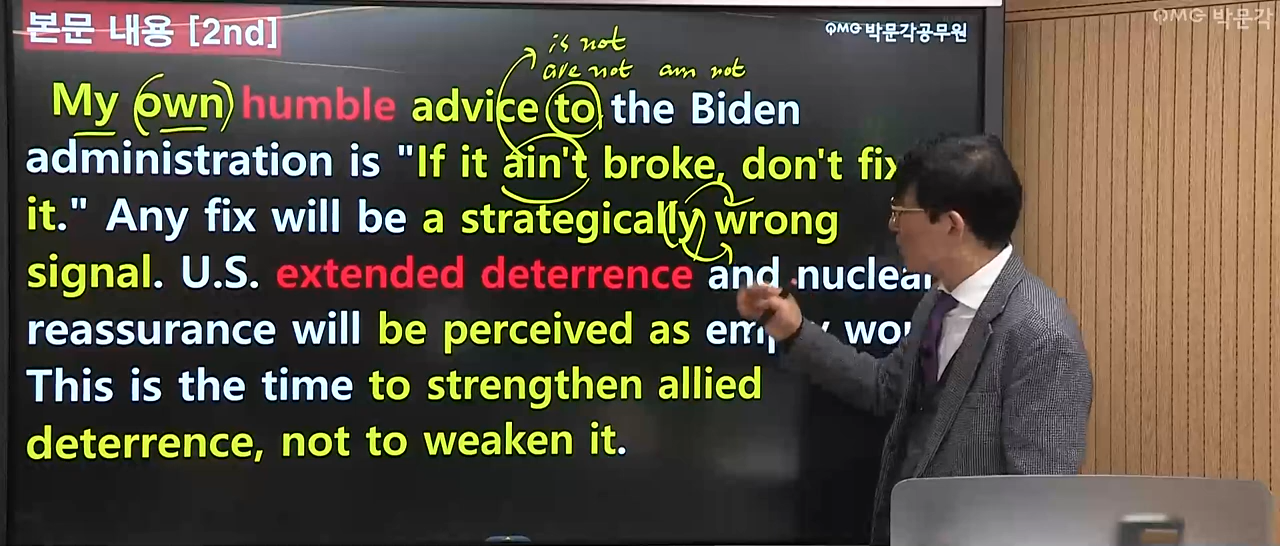 본문 내용 [2nd]
박문각공무원
박문각
is not
are not am not
My own humble advice to the Biden
administration is "If it ain't broke, don't fix
it." Any fix will be a strategically wrong
signal. U.S. extended deterrence and nuclear
reassurance will be perceived as
This is the time to strengthen allied
deterrence, not to weaken it.